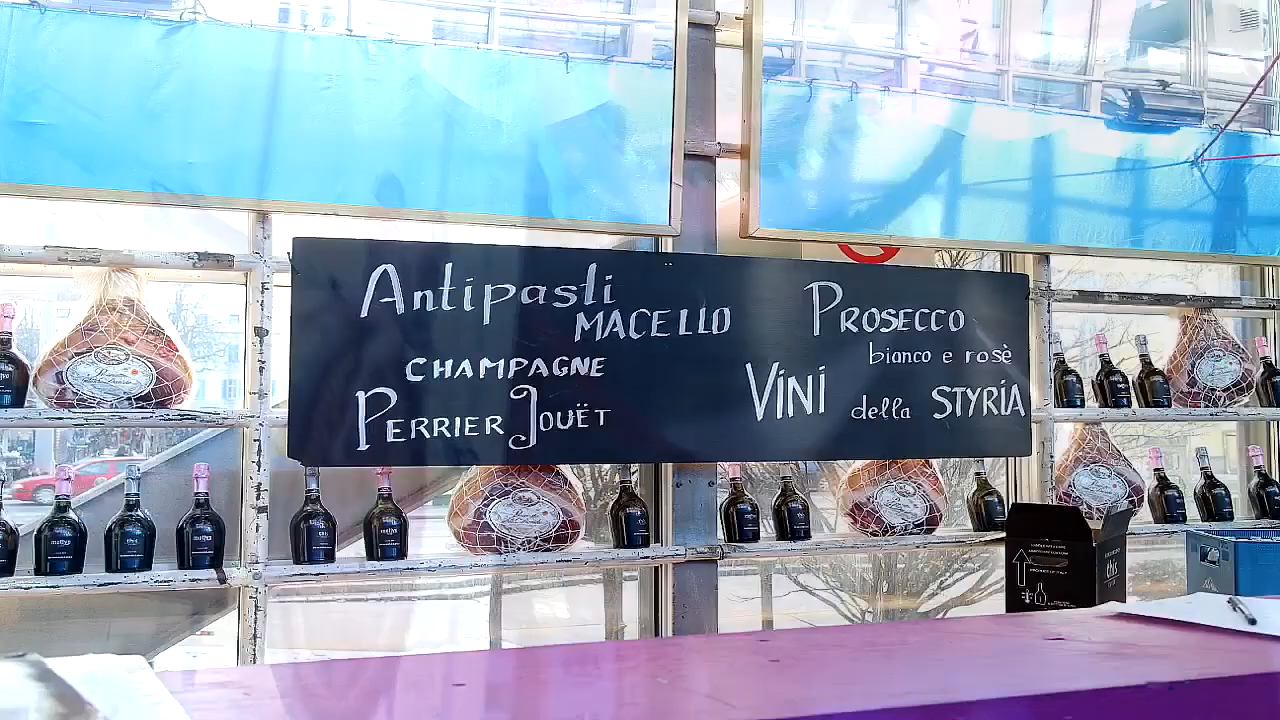 Antipasti
MACELLO
CHAMPAGNE
PERRIER JOUËT
PROSECCO
bianco e rosè
VINI della STYRIA